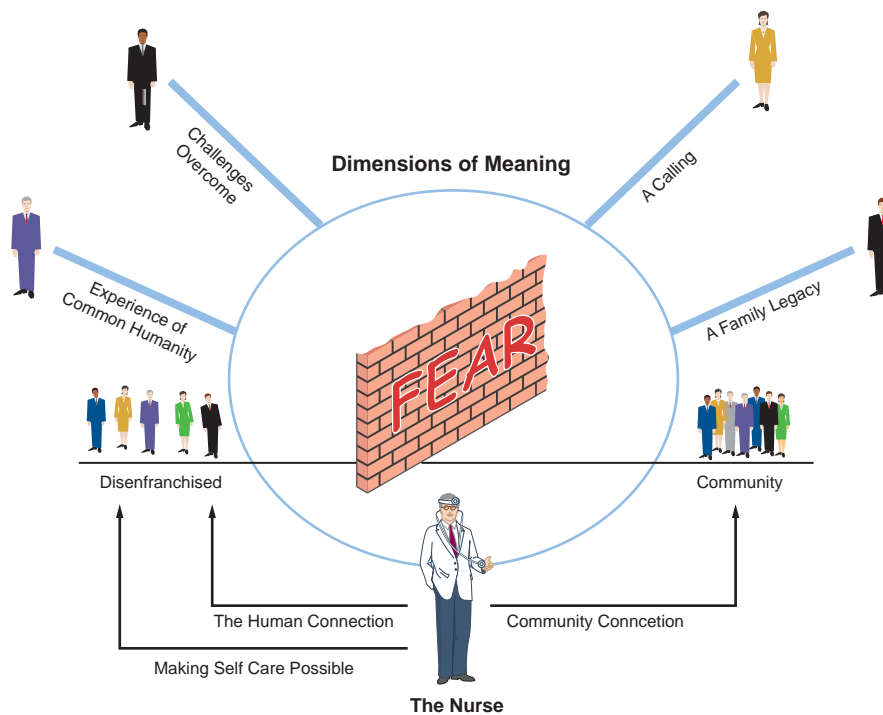 Challenges
Overcome
Dimensions of Meaning
A Calling
Experience of
Common Humanity
A Family Legacy
FEAR
Disenfranchised
Community
The Human Connection
Community Conncetion
Making Self Care Possible
The Nurse